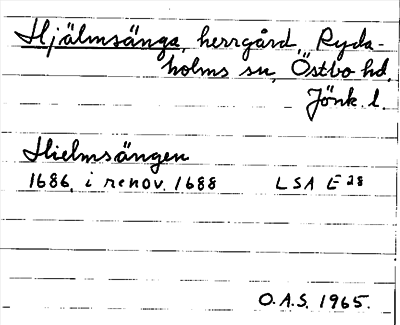 Hjälmsänga, herrgård, Ryda-
holms sn, Östbo hd,
Jönk. l.
Hielmsängen
1686, i renov. 1688 LSA E 28
O.A.S. 1965.